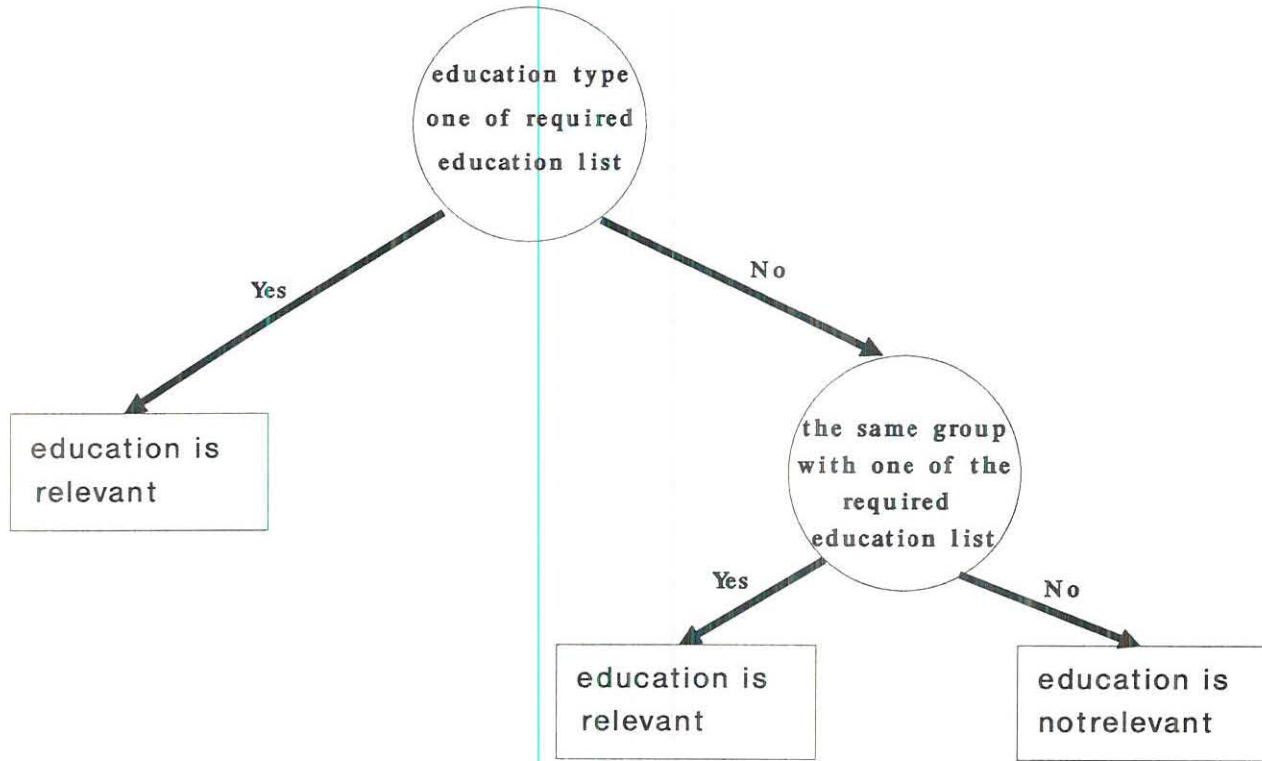 education type
one of required
education list
Yes
No
education is
relevant
the same group
with one of the
required
education list
Yes
No
education is
relevant
education is
notrelevant